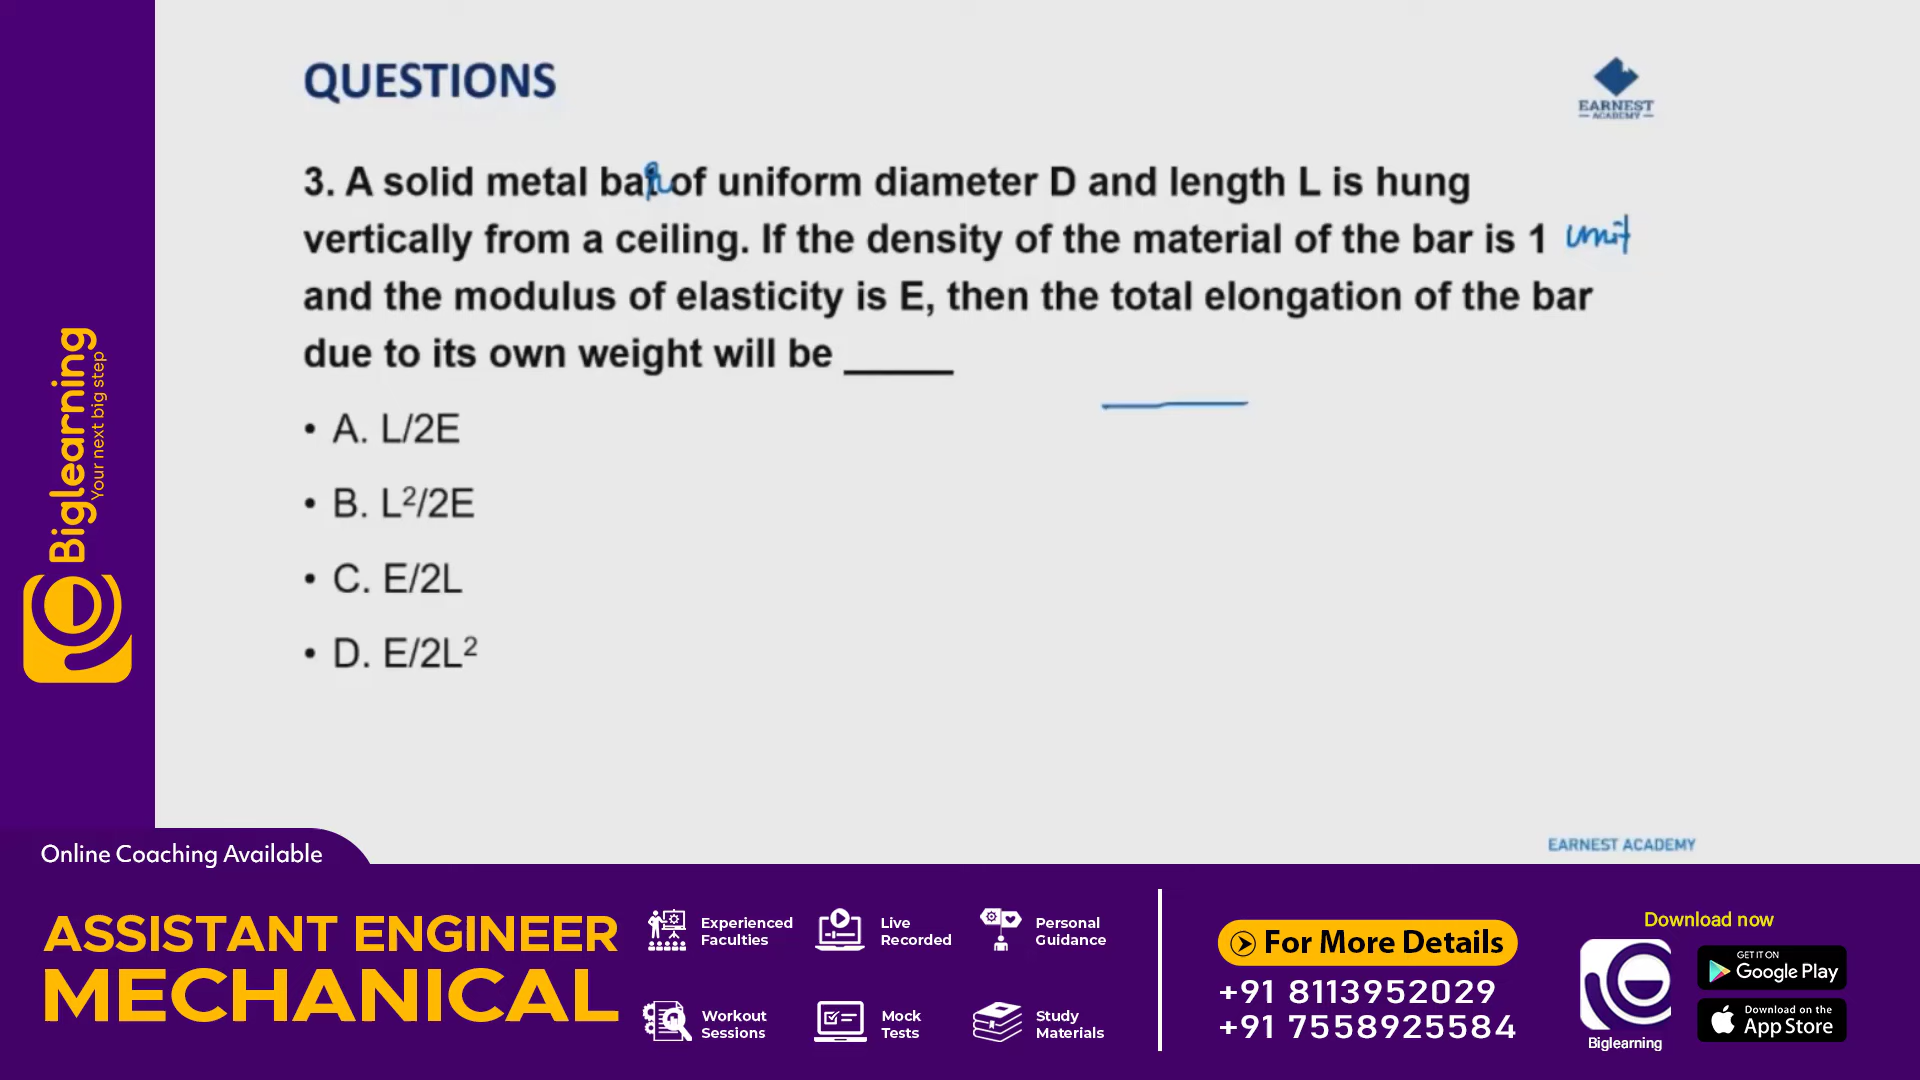 QUESTIONS
EARNEST
ACADEMY
3. A solid metal bar of uniform diameter D and length L is hung
vertically from a ceiling. If the density of the material of the bar is 1 unit
and the modulus of elasticity is E, then the total elongation of the bar
due to its own weight will be _____
• A. L/2E
• B. L²/2E
• C. E/2L
• D. E/2L²
Biglearning
Your next big step
EARNEST ACADEMY
Online Coaching Available
ASSISTANT ENGINEER
MECHANICAL
Experienced
Faculties
Live
Recorded
Personal
Guidance
Workout
Sessions
Mock
Tests
Study
Materials
For More Details
+91 8113952029
+91 7558925584
Download now
Biglearning
GET IT ON
Google Play
Download on the
App Store